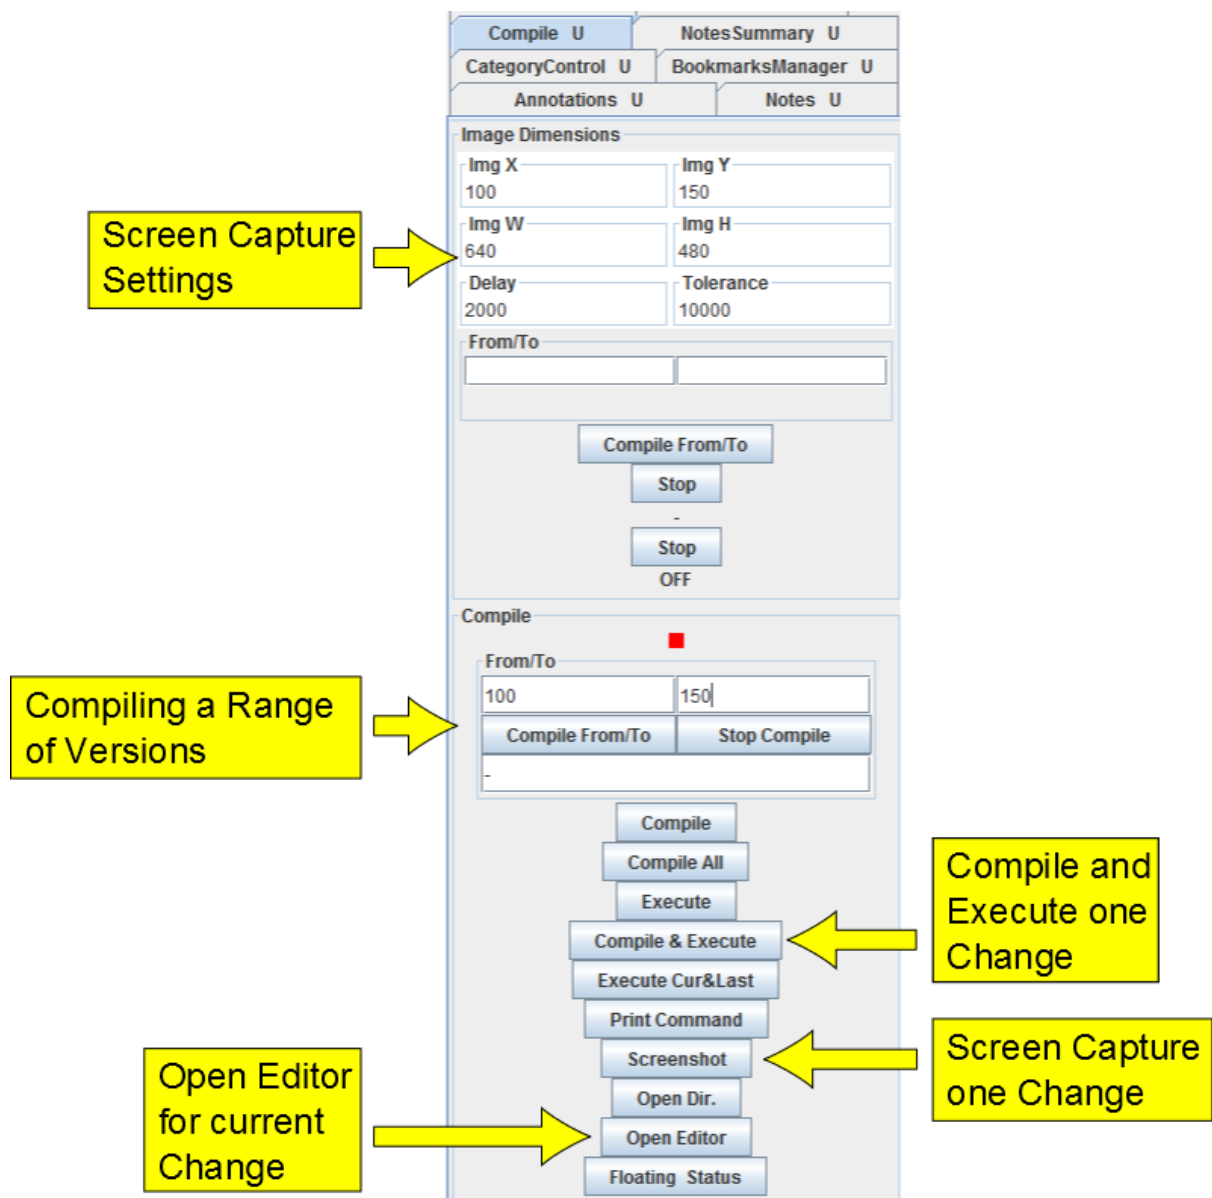 Compile U
NotesSummary U
CategoryControl U
BookmarksManager U
Annotations U
Notes U
Image Dimensions
Img X
Img Y
100
150
Img W
Img H
640
480
Delay
Tolerance
2000
10000
From/To
Compile From/To
Stop
-
Stop
OFF
Screen Capture
Settings
Compile
From/To
100
150
Compile From/To
Stop Compile
-
Compiling a Range
of Versions
Compile
Compile All
Execute
Compile & Execute
Execute Cur&Last
Print Command
Screenshot
Open Dir.
Open Editor
Floating Status
Compile and
Execute one
Change
Screen Capture
one Change
Open Editor
for current
Change